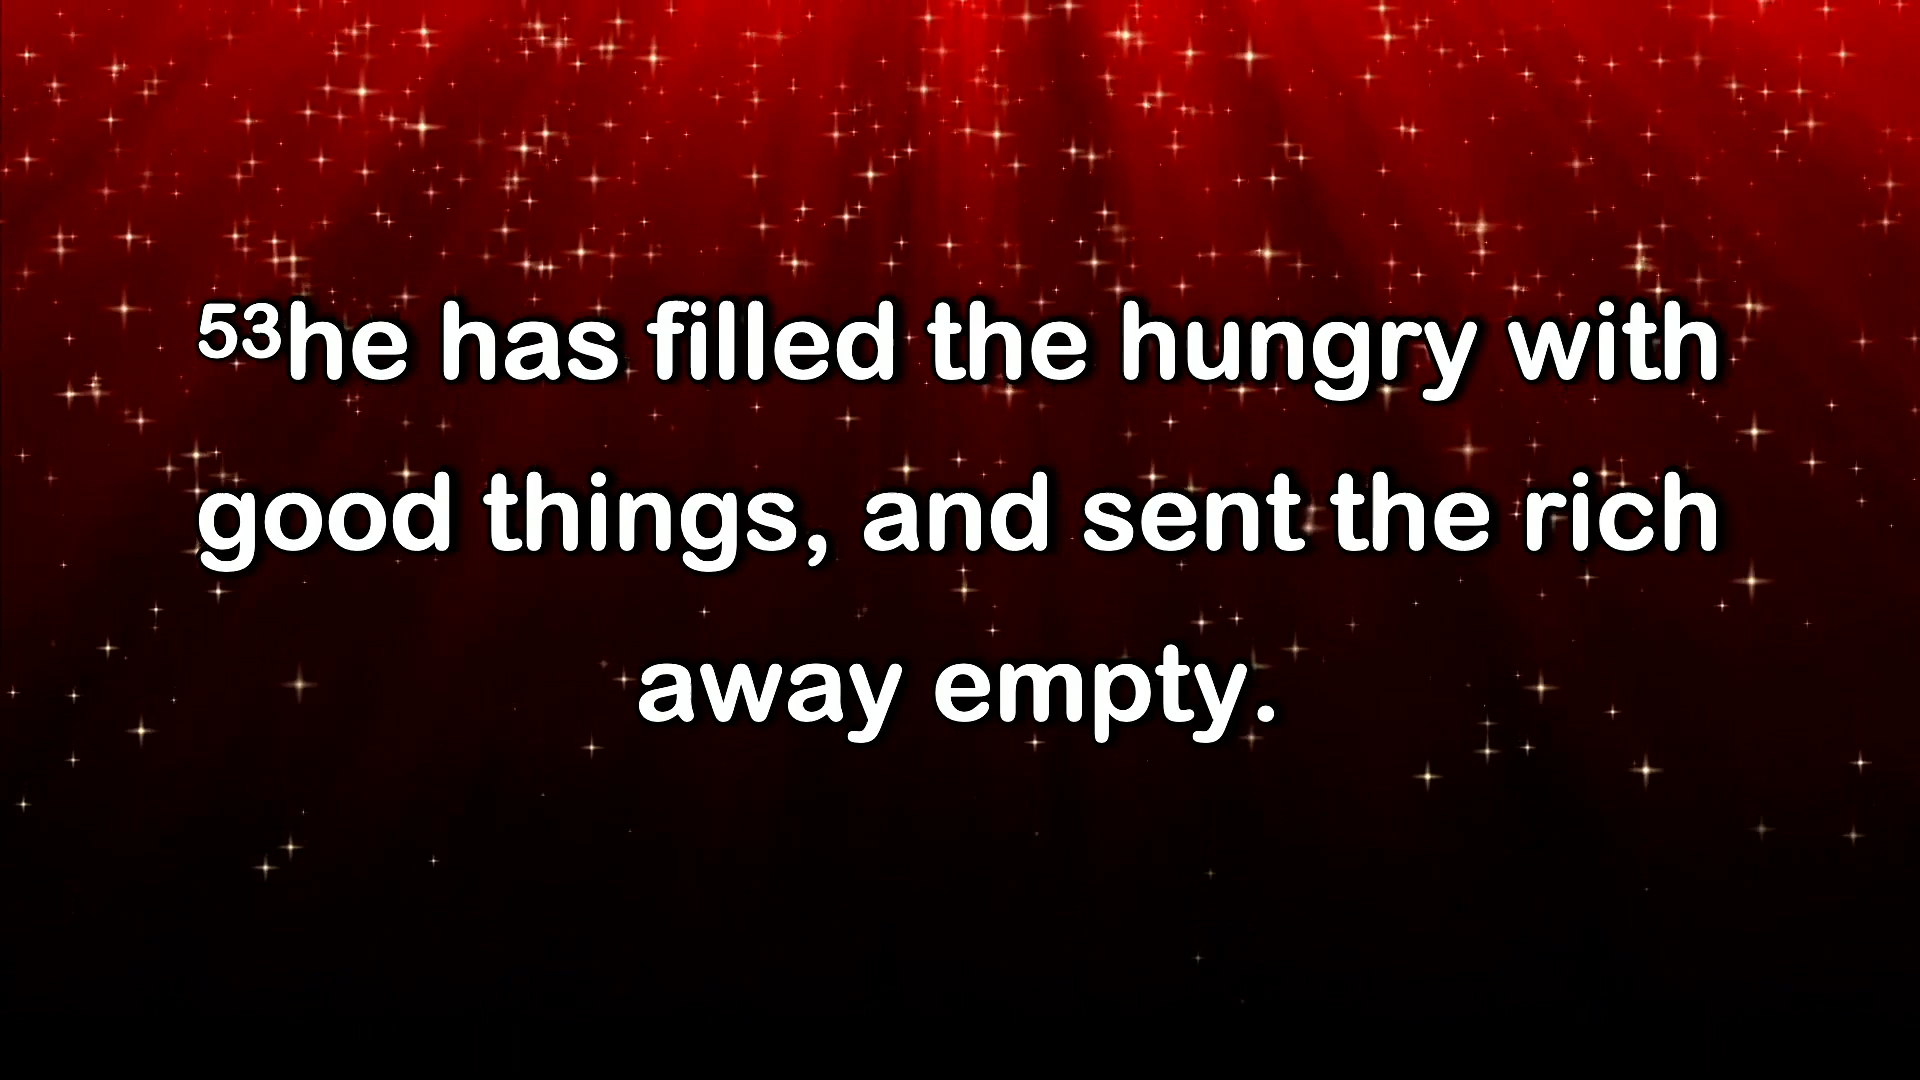 53he has filled the hungry with
good things, and sent the rich
away empty.